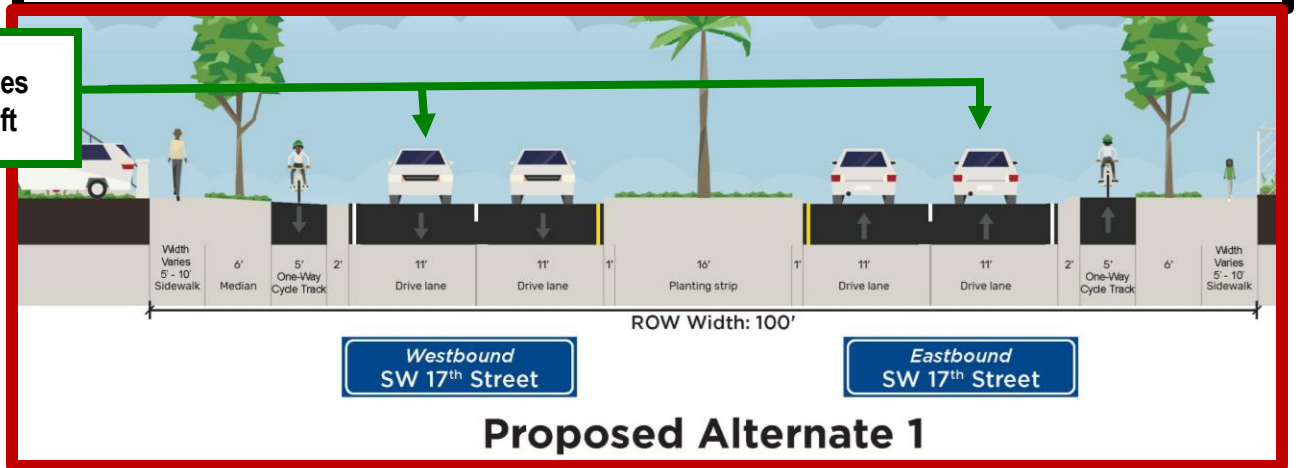 es
ft
Width
Varies
5' - 10'
Sidewalk
6'
Median
5'
One-Way
Cycle Track
2'
11'
Drive lane
11'
Drive lane
1'
16'
Planting strip
1'
11'
Drive lane
11'
Drive lane
2'
5'
One-Way
Cycle Track
6'
Width
Varies
5' - 10'
Sidewalk
ROW Width: 100'
Westbound
SW 17th Street
Eastbound
SW 17th Street
Proposed Alternate 1